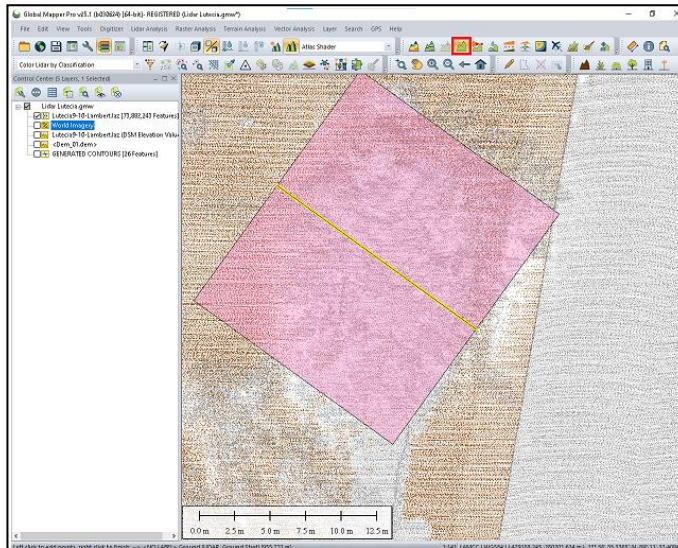 Global Mapper Pro v25.1 (b030624) [64-bit]- REGISTERED (Lidar Lutecia.gmw*)
File Edit View Tools Digitizer Lidar Analysis Raster Analysis Terrain Analysis Vector Analysis Layer Search GPS Help
Atlas Shader
Color Lidar by Classification
Control Center (5 Layers, 1 Selected)
Lidar Lutecia.gmw
Lutecia9-10-Lambert.laz [73,802,243 Features]
World Imagery
Lutecia9-10-Lambert.laz (DSM Elevation Valu
<Dem_01.dem>
GENERATED CONTOURS [26 Features]
0.0 m 2.5 m 5.0 m 7.5 m 10.0 m 12.5 m